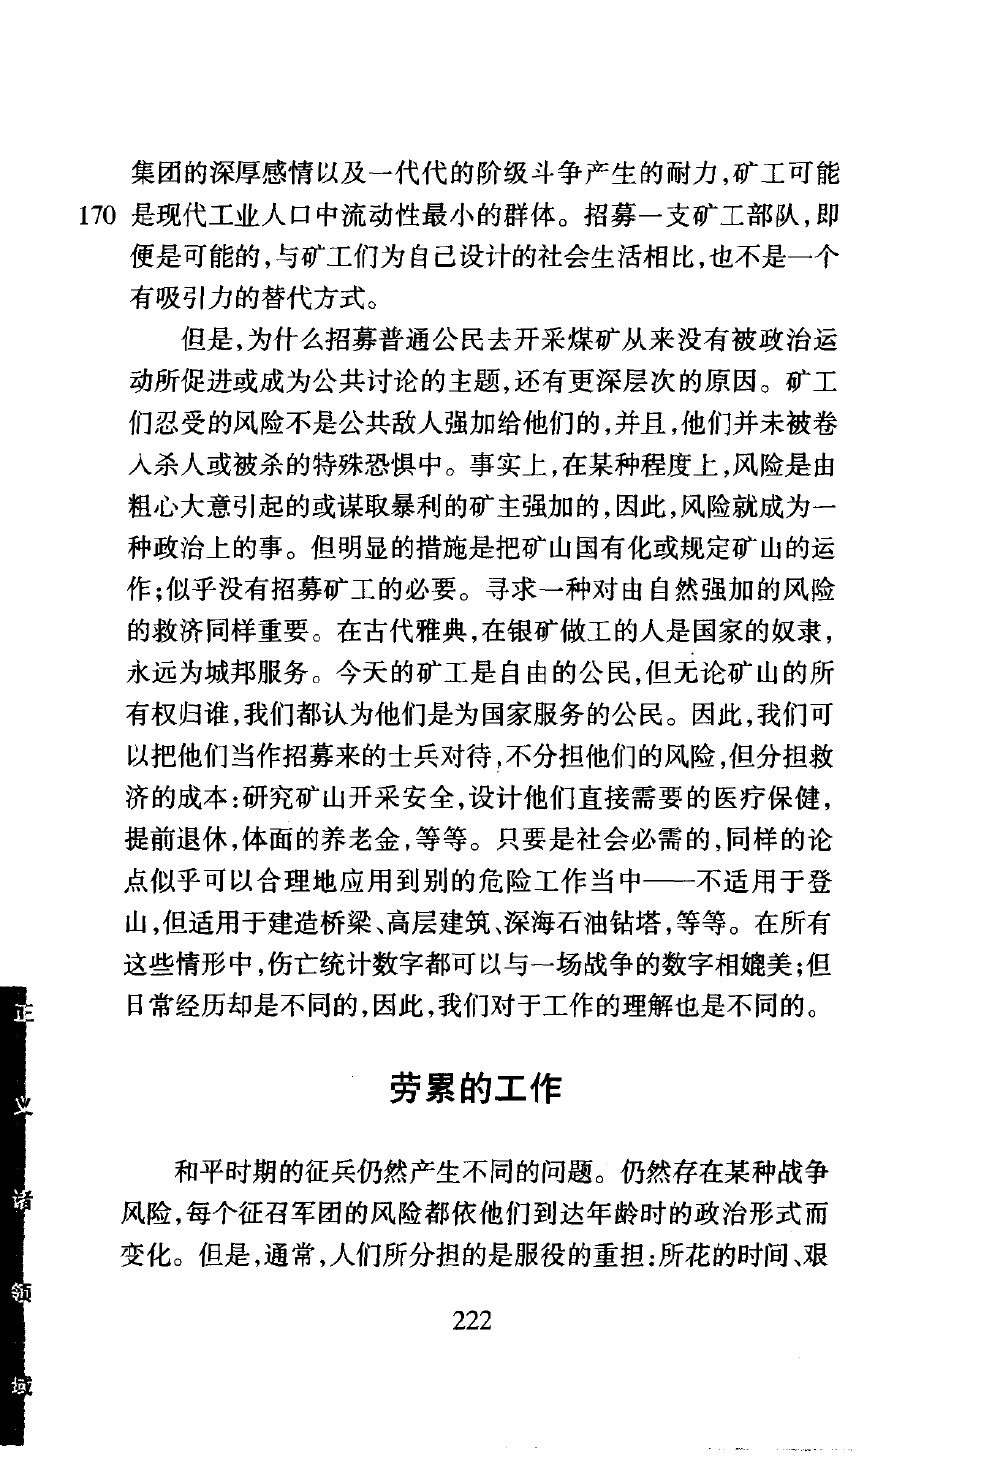 集团的深厚感情以及一代代的阶级斗争产生的耐力,矿工可能
170 是现代工业人口中流动性最小的群体。招募一支矿工部队,即
便是可能的,与矿工们为自己设计的社会生活相比,也不是一个
有吸引力的替代方式。
但是,为什么招募普通公民去开采煤矿从来没有被政治运
动所促进或成为公共讨论的主题,还有更深层次的原因。矿工
们忍受的风险不是公共敌人强加给他们的,并且,他们并未被卷
入杀人或被杀的特殊恐惧中。事实上,在某种程度上,风险是由
粗心大意引起的或谋取暴利的矿主强加的,因此,风险就成为一
种政治上的事。但明显的措施是把矿山国有化或规定矿山的运
作;似乎没有招募矿工的必要。寻求一种对由自然强加的风险
的救济同样重要。在古代雅典,在银矿做工的人是国家的奴隶,
永远为城邦服务。今天的矿工是自由的公民,但无论矿山的所
有权归谁,我们都认为他们是为国家服务的公民。因此,我们可
以把他们当作招募来的士兵对待,不分担他们的风险,但分担救
济的成本:研究矿山开采安全,设计他们直接需要的医疗保健,
提前退休,体面的养老金,等等。只要是社会必需的,同样的论
点似乎可以合理地应用到别的危险工作当中——不适用于登
山,但适用于建造桥梁、高层建筑、深海石油钻塔,等等。在所有
这些情形中,伤亡统计数字都可以与一场战争的数字相媲美;但
日常经历却是不同的,因此,我们对于工作的理解也是不同的。
劳累的工作
和平时期的征兵仍然产生不同的问题。仍然存在某种战争
风险,每个征召军团的风险都依他们到达年龄时的政治形式而
变化。但是,通常,人们所分担的是服役的重担:所花的时间、艰
222
正义诸领域